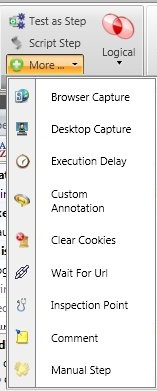 Test as Step
Script Step
More ...
Logical
Browser Capture
Desktop Capture
Execution Delay
Custom
Annotation
Clear Cookies
Wait For Url
Inspection Point
Comment
Manual Step